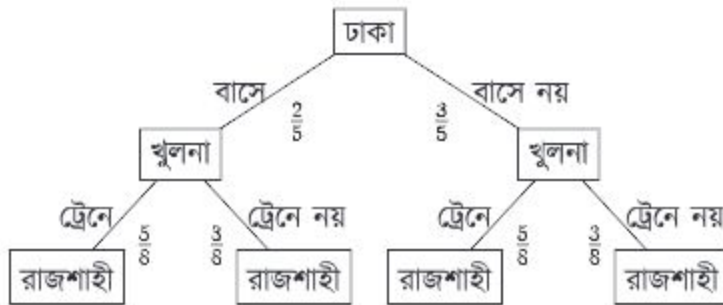 ঢাকা
বাসে বাসে নয়
2/5 3/5
খুলনা খুলনা
ট্রেনে ট্রেনে নয় ট্রেনে ট্রেনে নয়
5/8 3/8 5/8 3/8
রাজশাহী রাজশাহী রাজশাহী রাজশাহী